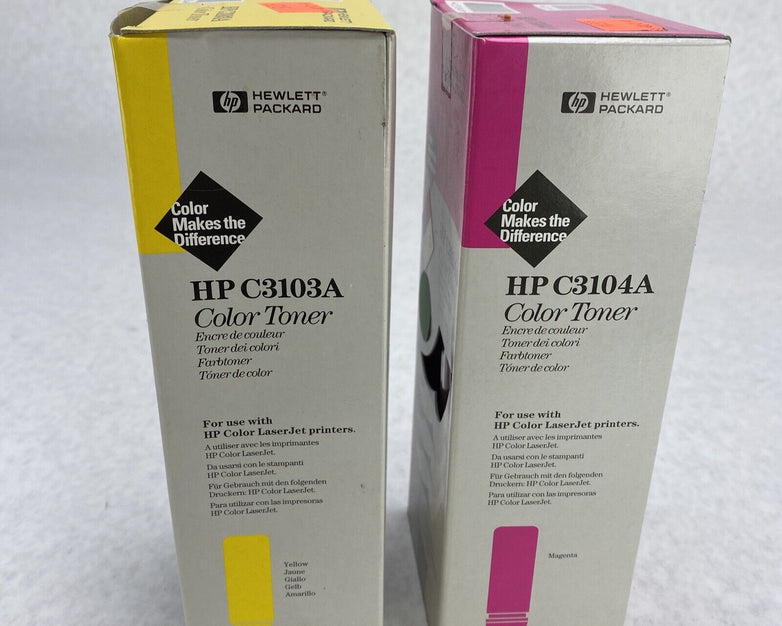 hp HEWLETT®
PACKARD
Color
Makes the
Difference
HP C3103A
Color Toner
Encre de couleur
Toner dei colori
Farbtoner
Tóner de color
For use with
HP Color LaserJet printers.
A utiliser avec les imprimantes
HP Color LaserJet.
Da usarsi con le stampanti
HP Color LaserJet.
Für Gebrauch mit den folgenden
Druckern: HP Color LaserJet.
Para utilizar con las impresoras
HP Color LaserJet.
Yellow
Jaune
Giallo
Gelb
Amarillo
hp HEWLETT®
PACKARD
Color
Makes the
Difference
HP C3104A
Color Toner
Encre de couleur
Toner dei colori
Farbtoner
Tóner de color
For use with
HP Color LaserJet printers.
A utiliser avec les imprimantes
HP Color LaserJet.
Da usarsi con le stampanti
HP Color LaserJet.
Für Gebrauch mit den folgenden
Druckern: HP Color LaserJet.
Para utilizar con las impresoras
HP Color LaserJet.
Magenta